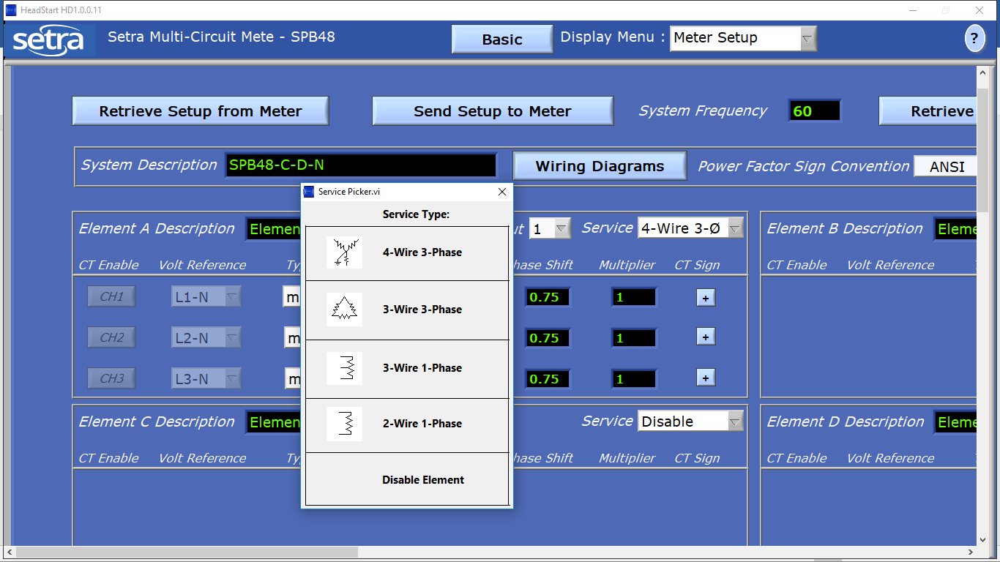 HeadStart HD1.0.0.11
setra Setra Multi-Circuit Mete - SPB48 Basic Display Menu : Meter Setup ?
Retrieve Setup from Meter Send Setup to Meter System Frequency 60 Retrieve
System Description SPB48-C-D-N Wiring Diagrams Power Factor Sign Convention ANSI
Service Picker.vi
Service Type:
4-Wire 3-Phase
3-Wire 3-Phase
3-Wire 1-Phase
2-Wire 1-Phase
Disable Element
Element A Description Elemen ut 1 Service 4-Wire 3-Ø
CT Enable Volt Reference Ty hase Shift Multiplier CT Sign
CH1 L1-N m 0.75 1 +
CH2 L2-N m 0.75 1 +
CH3 L3-N m 0.75 1 +
Element B Description Eleme
CT Enable Volt Reference
Element C Description Elemen Service Disable
CT Enable Volt Reference Ty hase Shift Multiplier CT Sign
Element D Description Eleme
CT Enable Volt Reference